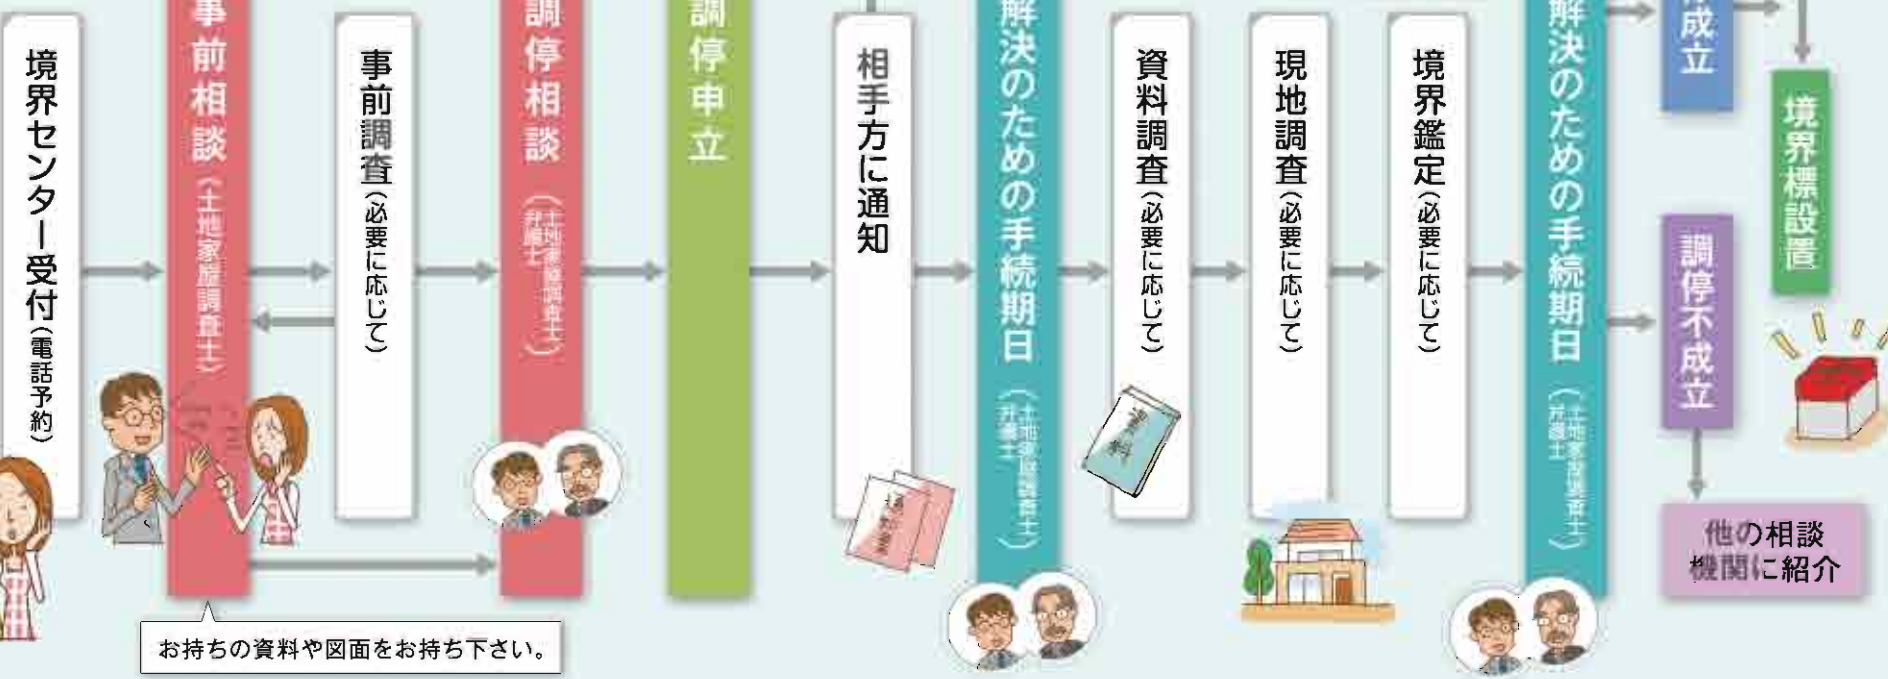 境界センター受付(電話予約)
事前相談(土地家屋調査士)
お持ちの資料や図面をお持ち下さい。
事前調査(必要に応じて)
調停相談(土地家屋調査士
弁護士)
調停申立
相手方に通知
通知書
解決のための手続期日(土地家屋調査士
弁護士)
資料調査(必要に応じて)
資料
現地調査(必要に応じて)
境界鑑定(必要に応じて)
解決のための手続期日(土地家屋調査士
弁護士)
成立
境界標設置
調停不成立
他の相談
機関に紹介